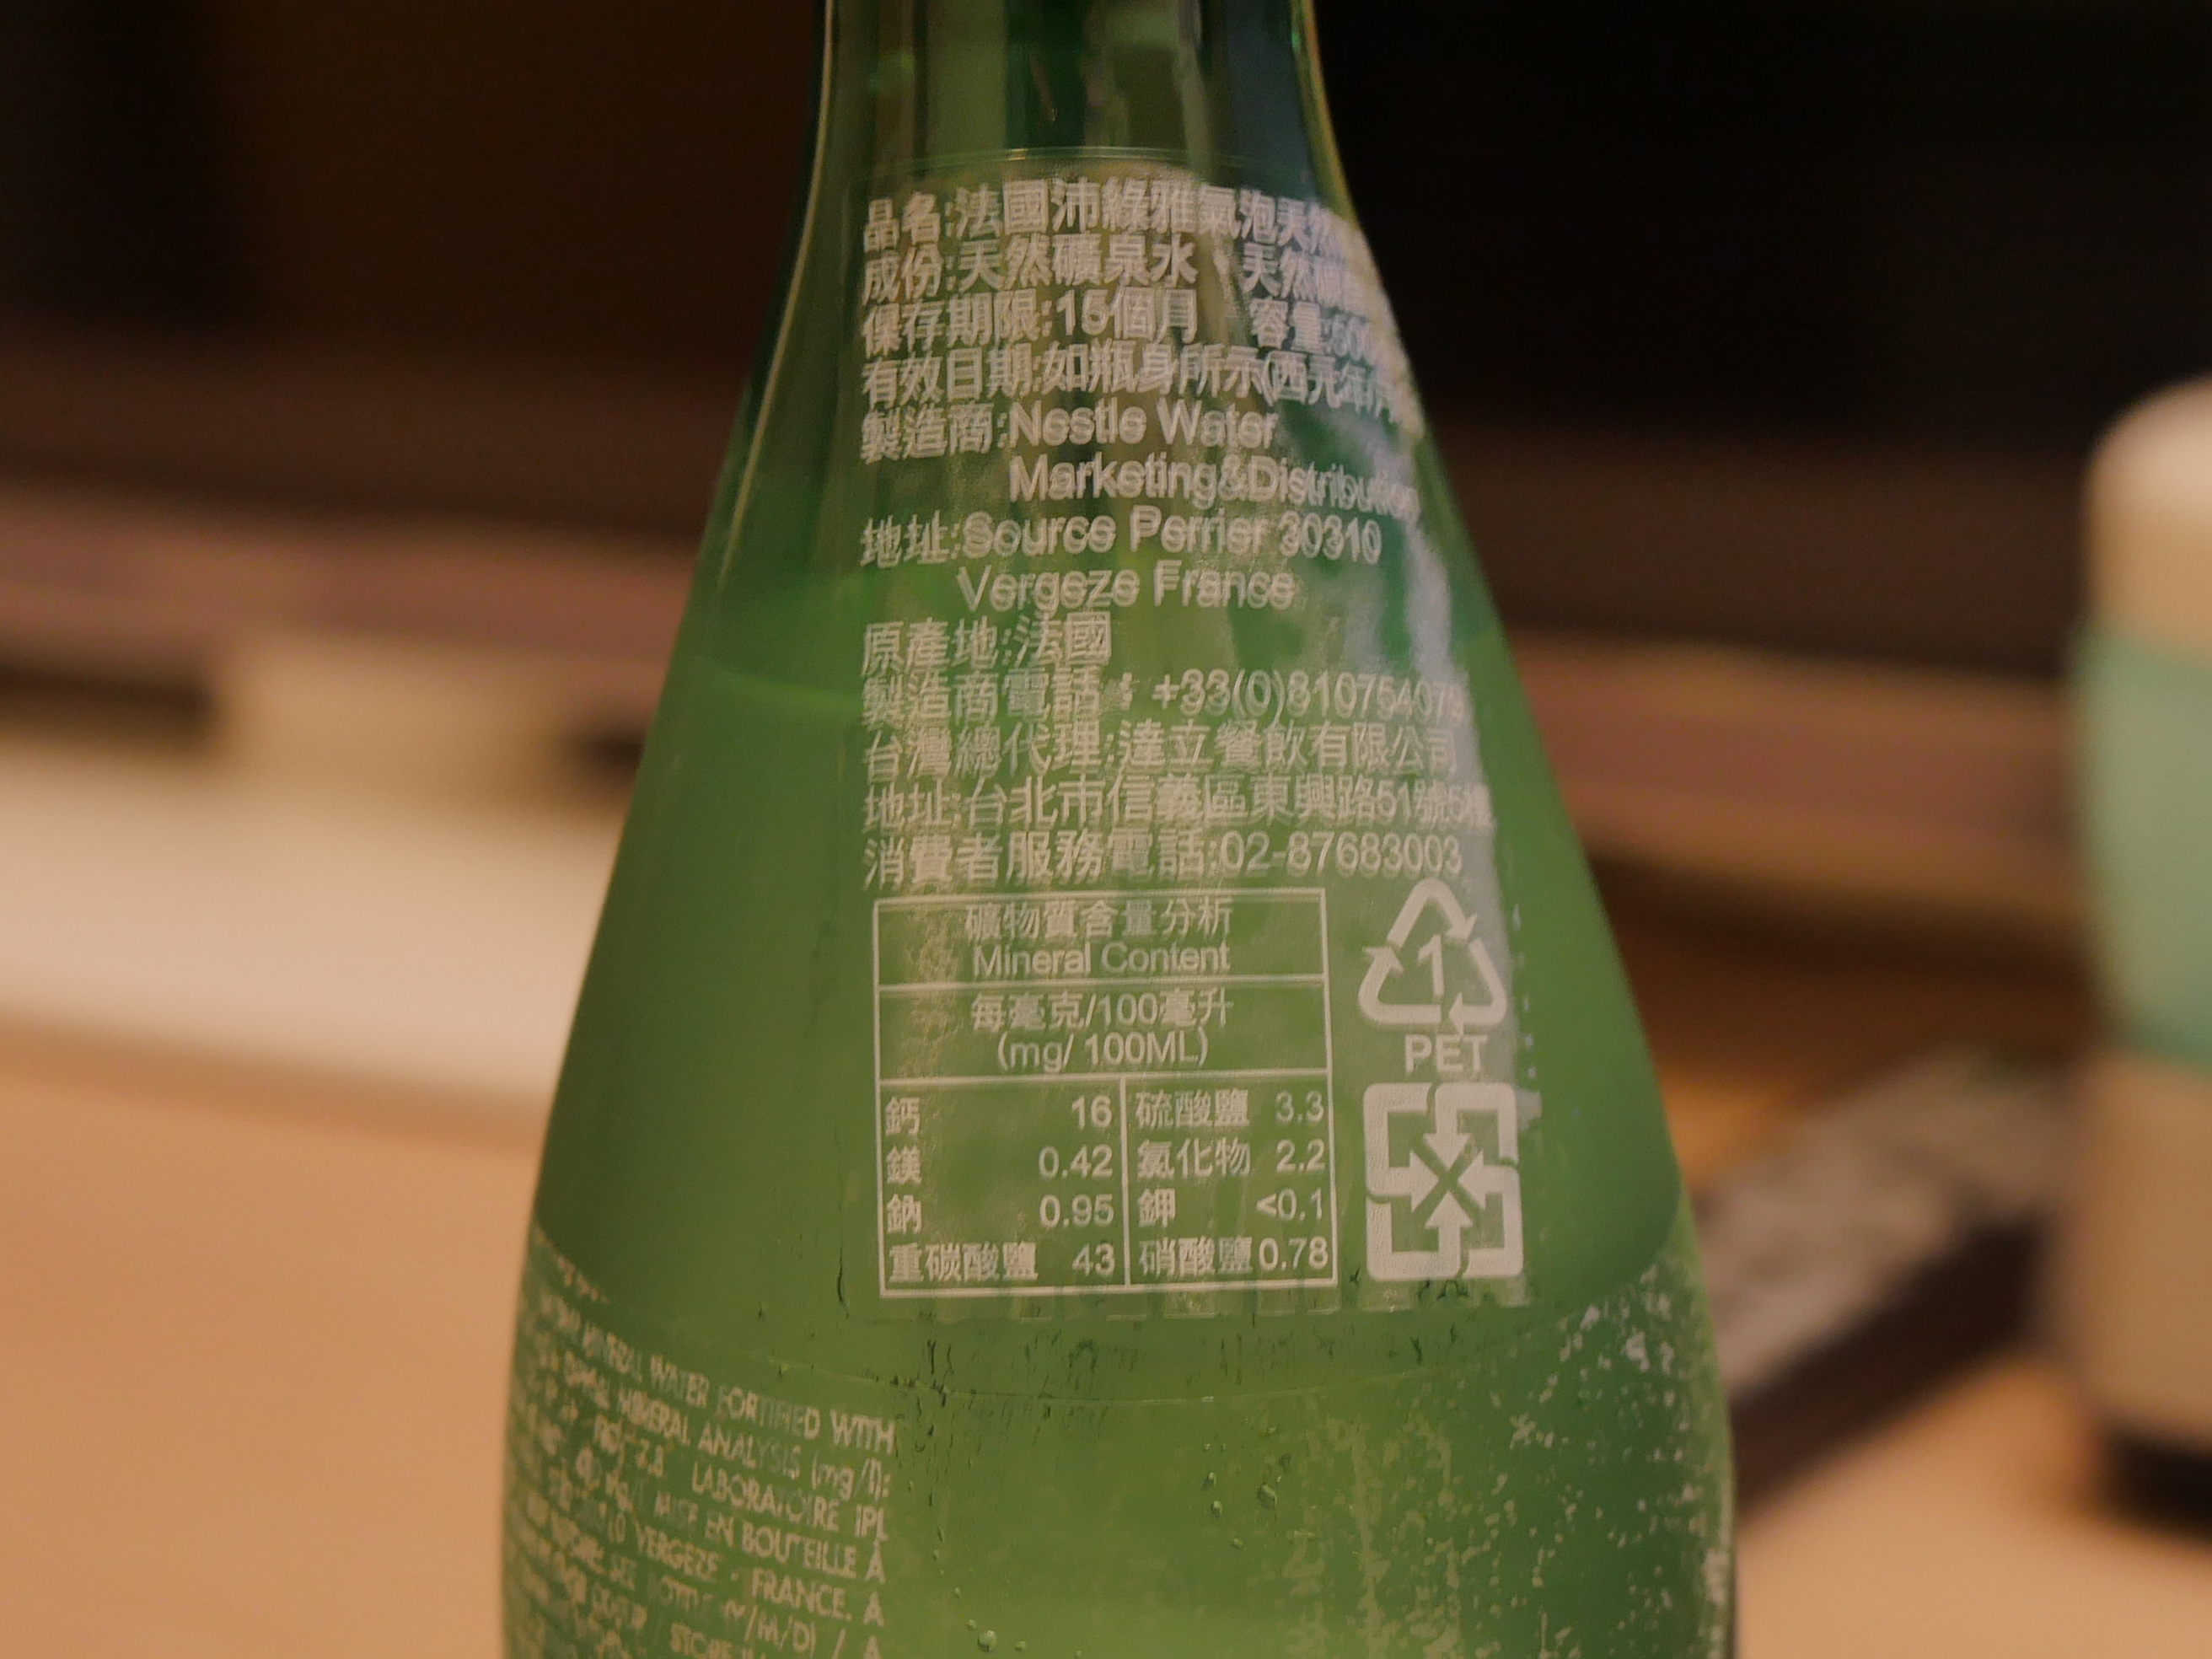 品名:法國沛綠雅氣泡天然
成份:天然礦泉水、天然
保存期限:15個月 容量:
有效日期:如瓶身所示(西元年/月
製造商:Nestle Water
Marketing&Distribution
地址:Source Perrier 30310
Vergeze France
原產地:法國
製造商電話：+33(0)81075407
台灣總代理:達立餐飲有限公司
地址:台北市信義區東興路51號5樓
消費者服務電話:02-87683003
礦物質含量分析
Mineral Content
每毫克/100毫升
(mg/ 100ML)
鈣 16 硫酸鹽 3.3
鎂 0.42 氯化物 2.2
鈉 0.95 鉀 <0.1
重碳酸鹽 43 硝酸鹽 0.78
1
PET
MINERAL WATER FORTIFIED WITH
MINERAL ANALYSIS (mg/l):
LABORATOIRE IPL
MISE EN BOUTEILLE À
VERGEZE - FRANCE. A
/M/D) / A
STORE